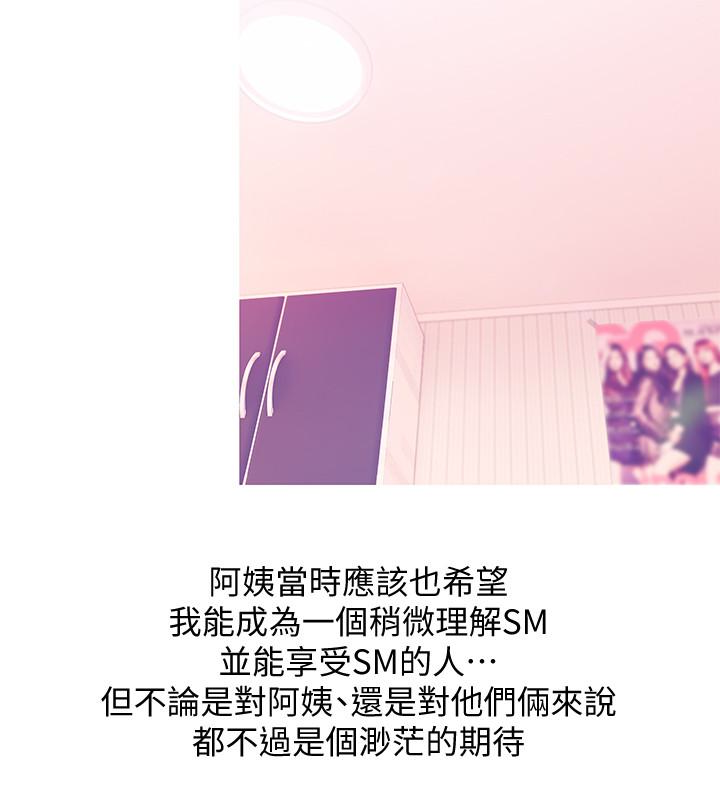 阿姨當時應該也希望
我能成為一個稍微理解SM
並能享受SM的人⋯
但不論是對阿姨、還是對他們倆來說
都不過是個渺茫的期待